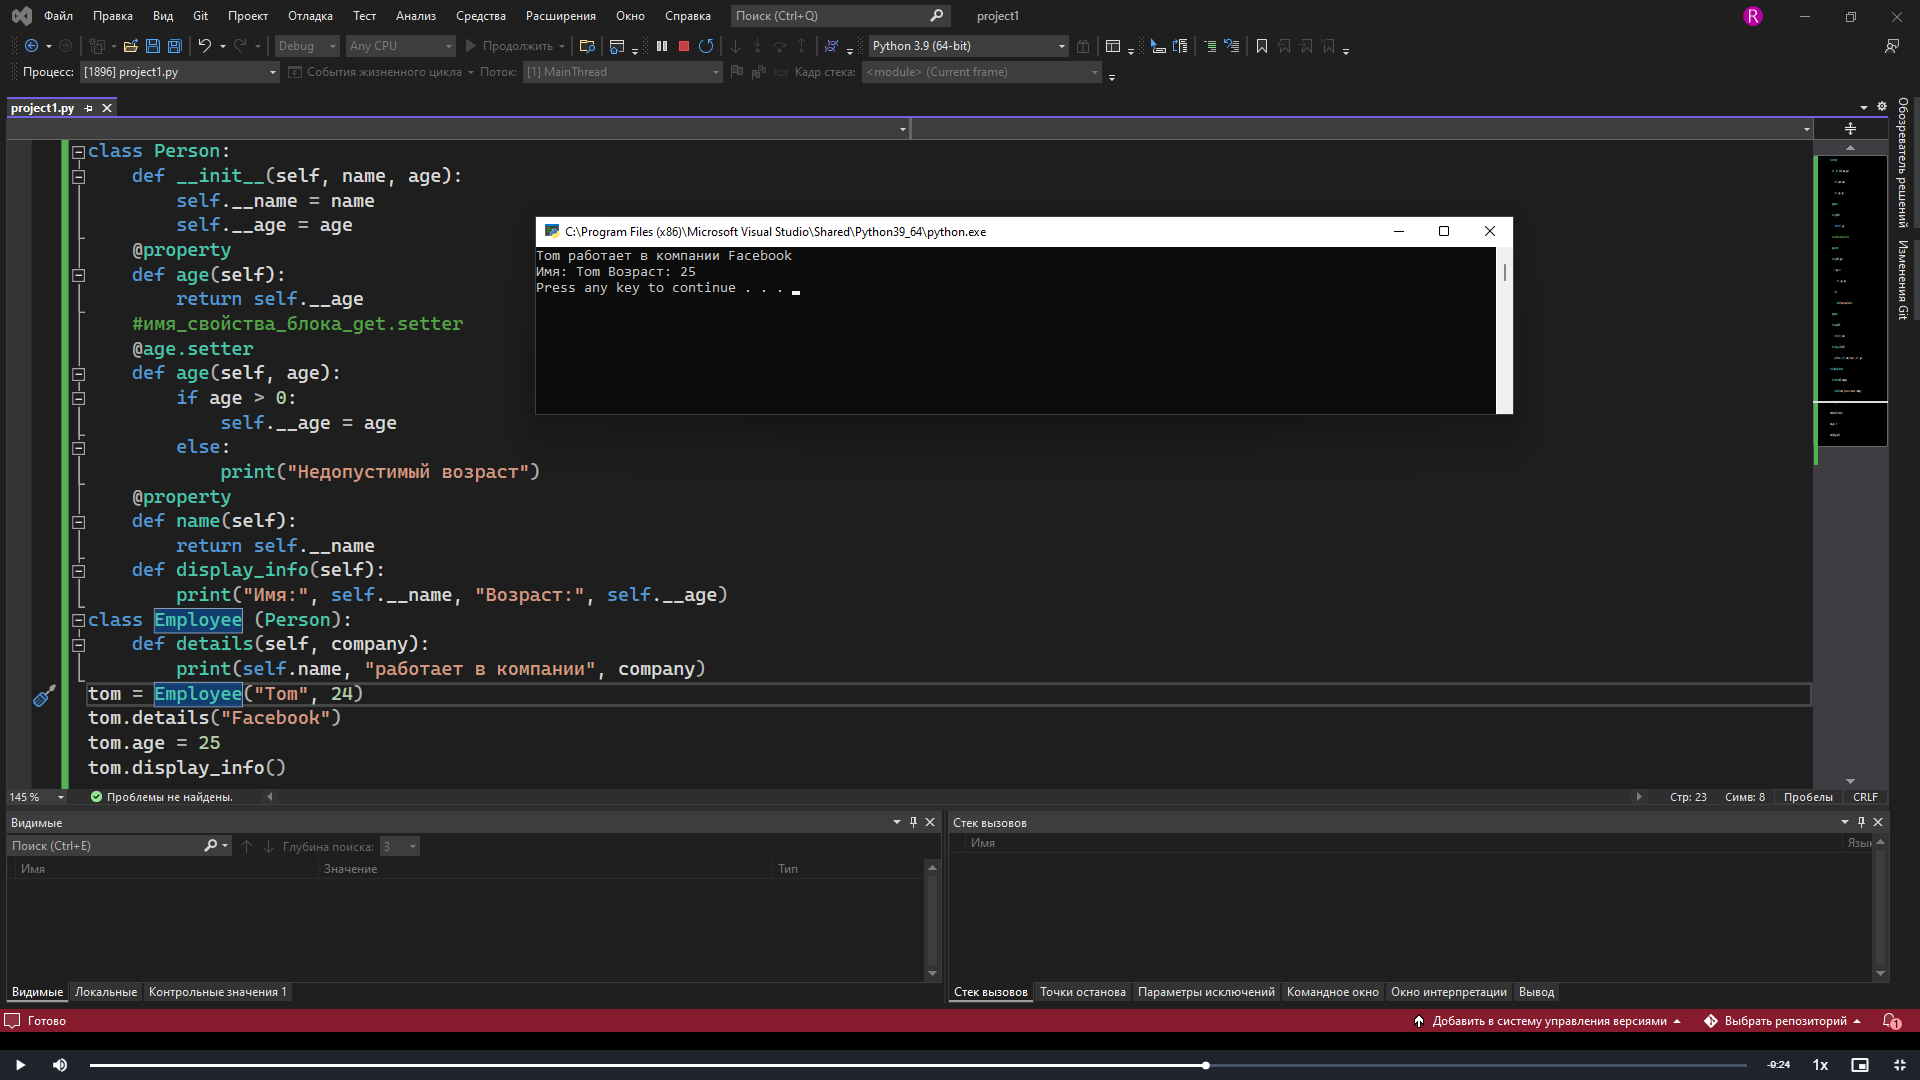 Файл Правка Вид Git Проект Отладка Тест Анализ Средства Расширения Окно Справка Поиск (Ctrl+Q) project1 R
Debug Any CPU Продолжить Python 3.9 (64-bit)
Процесс: [1896] project1.py События жизненного цикла Поток: [1] MainThread Кадр стека: <module> (Current frame)
project1.py
class Person:
def __init__(self, name, age):
self.__name = name
self.__age = age
@property
def age(self):
return self.__age
#имя_свойства_блока_get.setter
@age.setter
def age(self, age):
if age > 0:
self.__age = age
else:
print("Недопустимый возраст")
@property
def name(self):
return self.__name
def display_info(self):
print("Имя:", self.__name, "Возраст:", self.__age)
class Employee (Person):
def details(self, company):
print(self.name, "работает в компании", company)
tom = Employee("Tom", 24)
tom.details("Facebook")
tom.age = 25
tom.display_info()
C:\Program Files (x86)\Microsoft Visual Studio\Shared\Python39_64\python.exe
Tom работает в компании Facebook
Имя: Tom Возраст: 25
Press any key to continue . . .
Обозреватель решений
Изменения Git
145 % Проблемы не найдены. Стр: 23 Симв: 8 Пробелы CRLF
Видимые
Поиск (Ctrl+E) Глубина поиска: 3
Имя Значение Тип
Видимые Локальные Контрольные значения 1
Стек вызовов
Имя Язык
Стек вызовов Точки останова Параметры исключений Командное окно Окно интерпретации Вывод
Готово Добавить в систему управления версиями Выбрать репозиторий 1
-9:24 1x